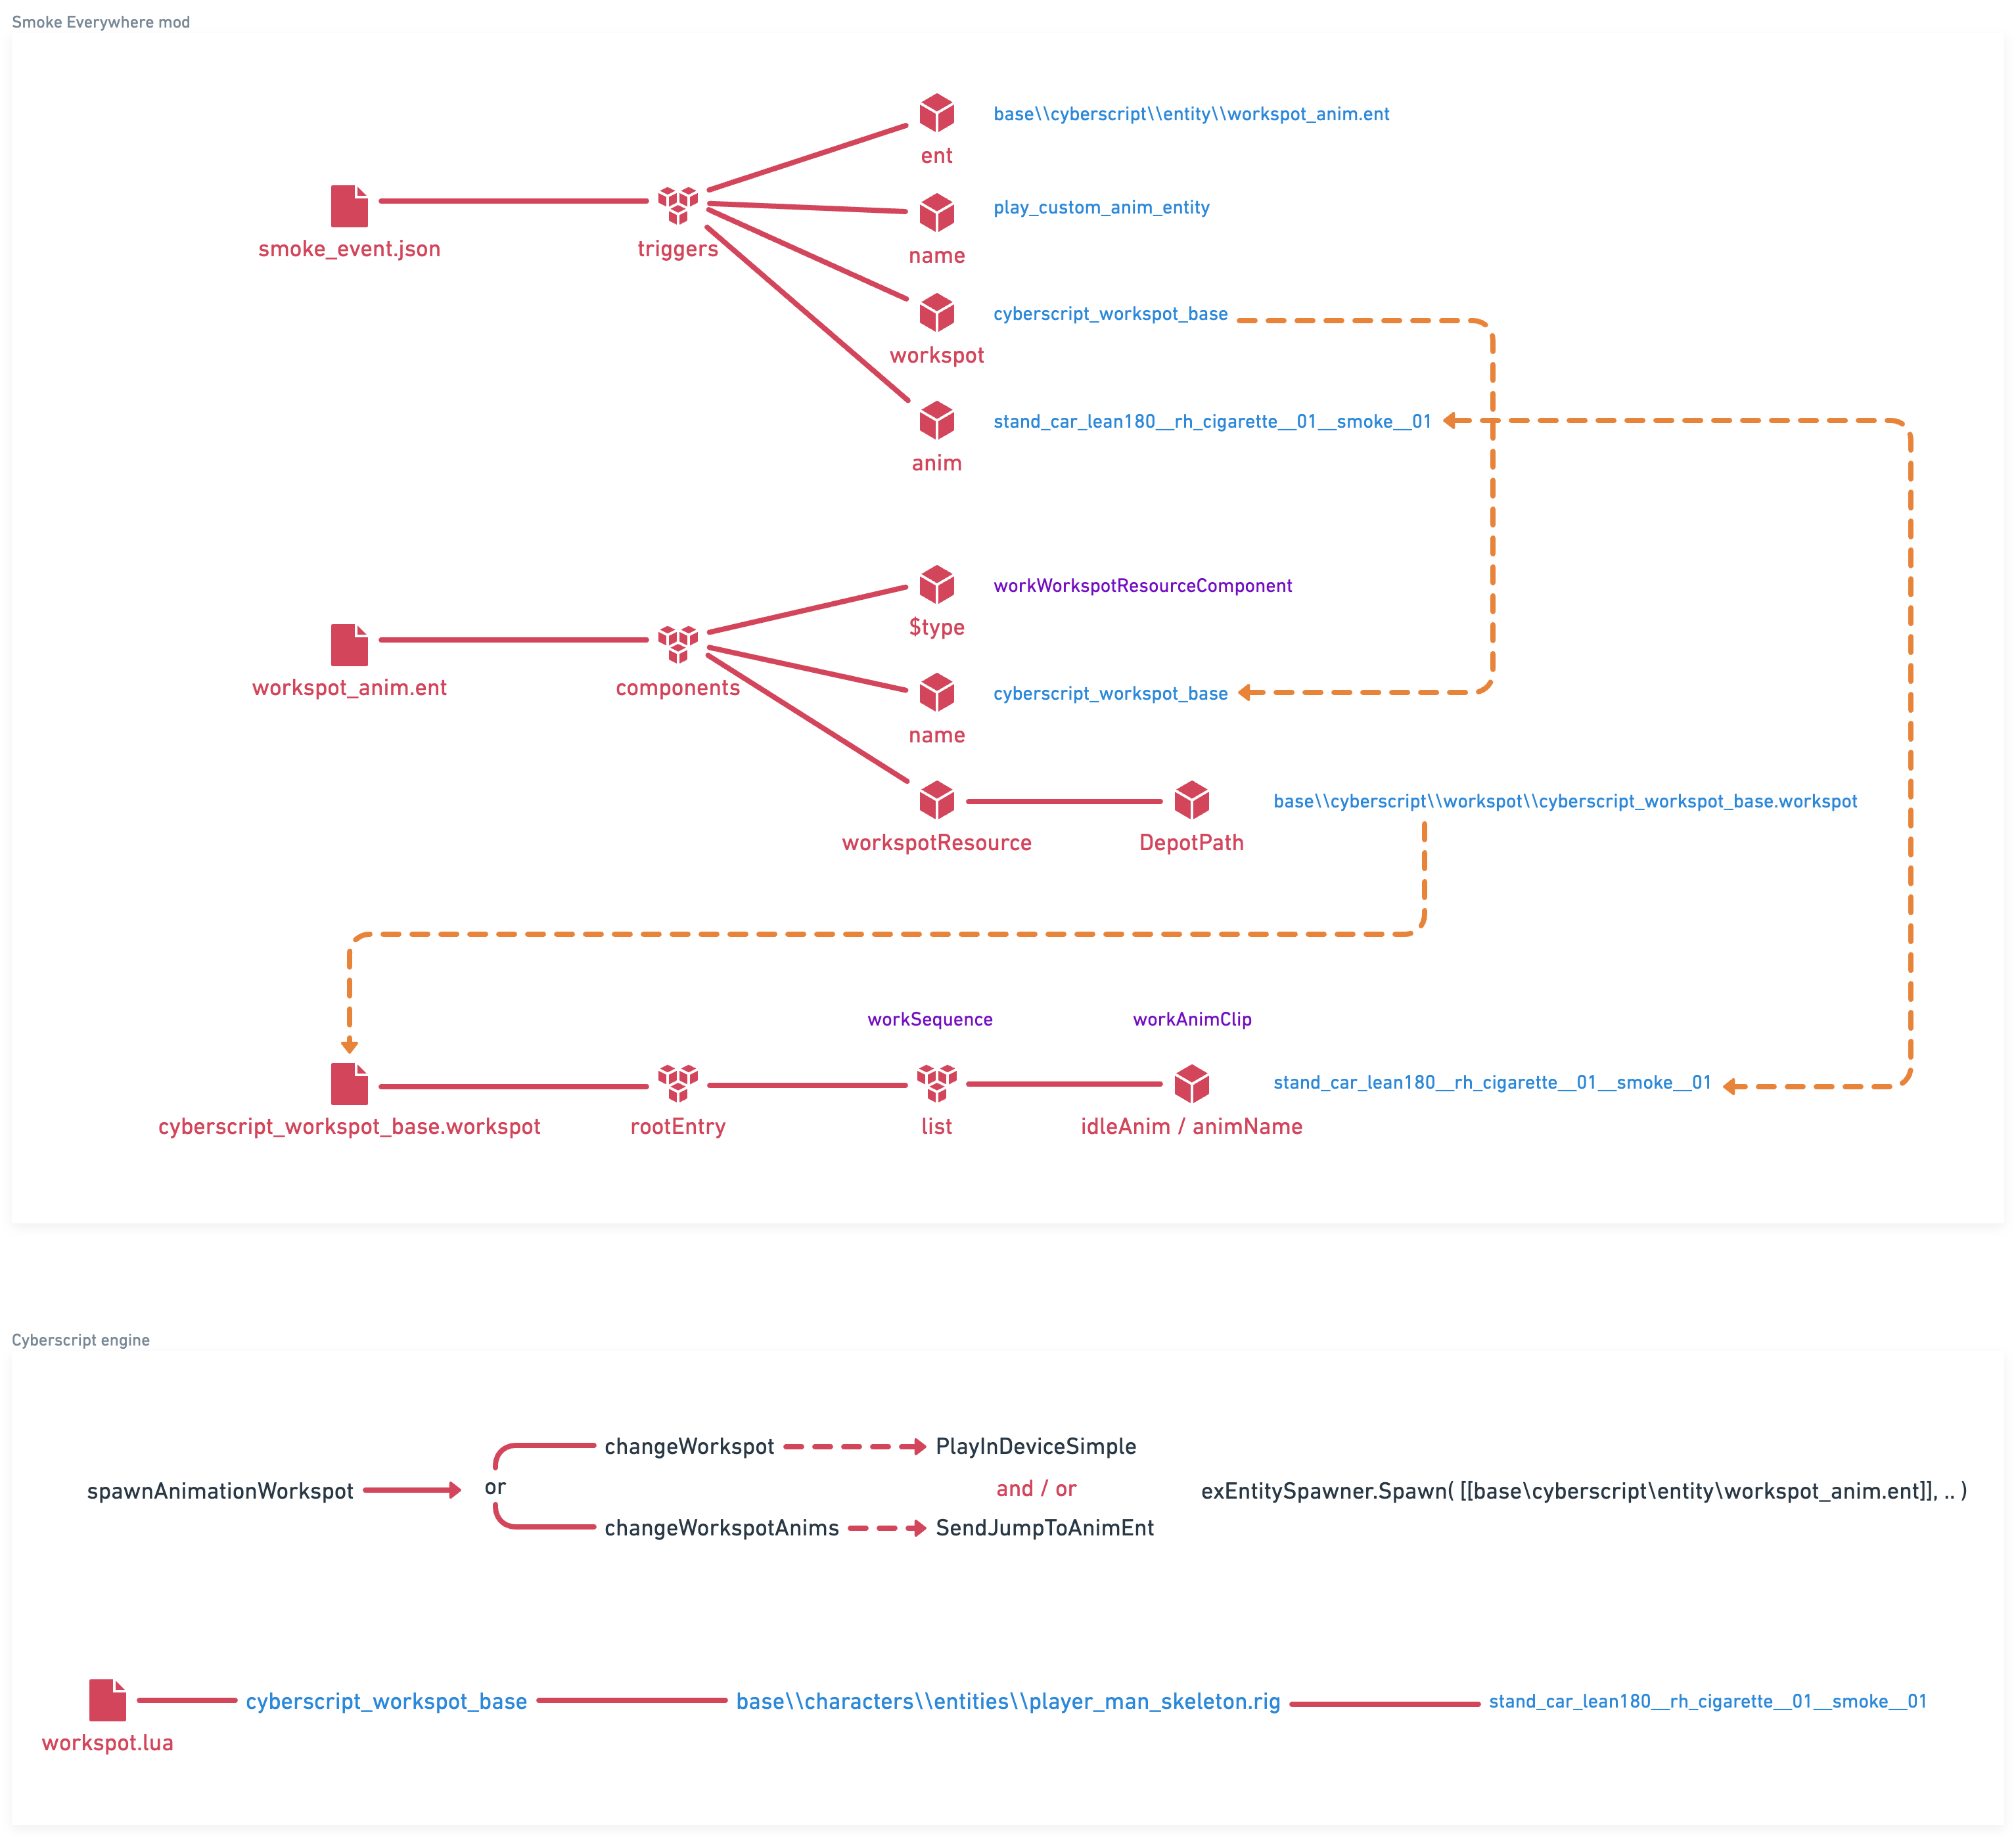 Smoke Everywhere mod
base\\cyberscript\\entity\\workspot_anim.ent
ent
play_custom_anim_entity
smoke_event.json
triggers
name
cyberscript_workspot_base
workspot
stand_car_lean180__rh_cigarette__01__smoke__01
anim
workWorkspotResourceComponent
$type
workspot_anim.ent
components
cyberscript_workspot_base
name
base\\cyberscript\\workspot\\cyberscript_workspot_base.workspot
workspotResource
DepotPath
workSequence
workAnimClip
stand_car_lean180__rh_cigarette__01__smoke__01
cyberscript_workspot_base.workspot
rootEntry
list
idleAnim / animName
Cyberscript engine
changeWorkspot
PlayInDeviceSimple
spawnAnimationWorkspot
or
and / or
exEntitySpawner.Spawn( [[base\cyberscript\entity\workspot_anim.ent]], .. )
changeWorkspotAnims
SendJumpToAnimEnt
cyberscript_workspot_base
base\\characters\\entities\\player_man_skeleton.rig
stand_car_lean180__rh_cigarette__01__smoke__01
workspot.lua